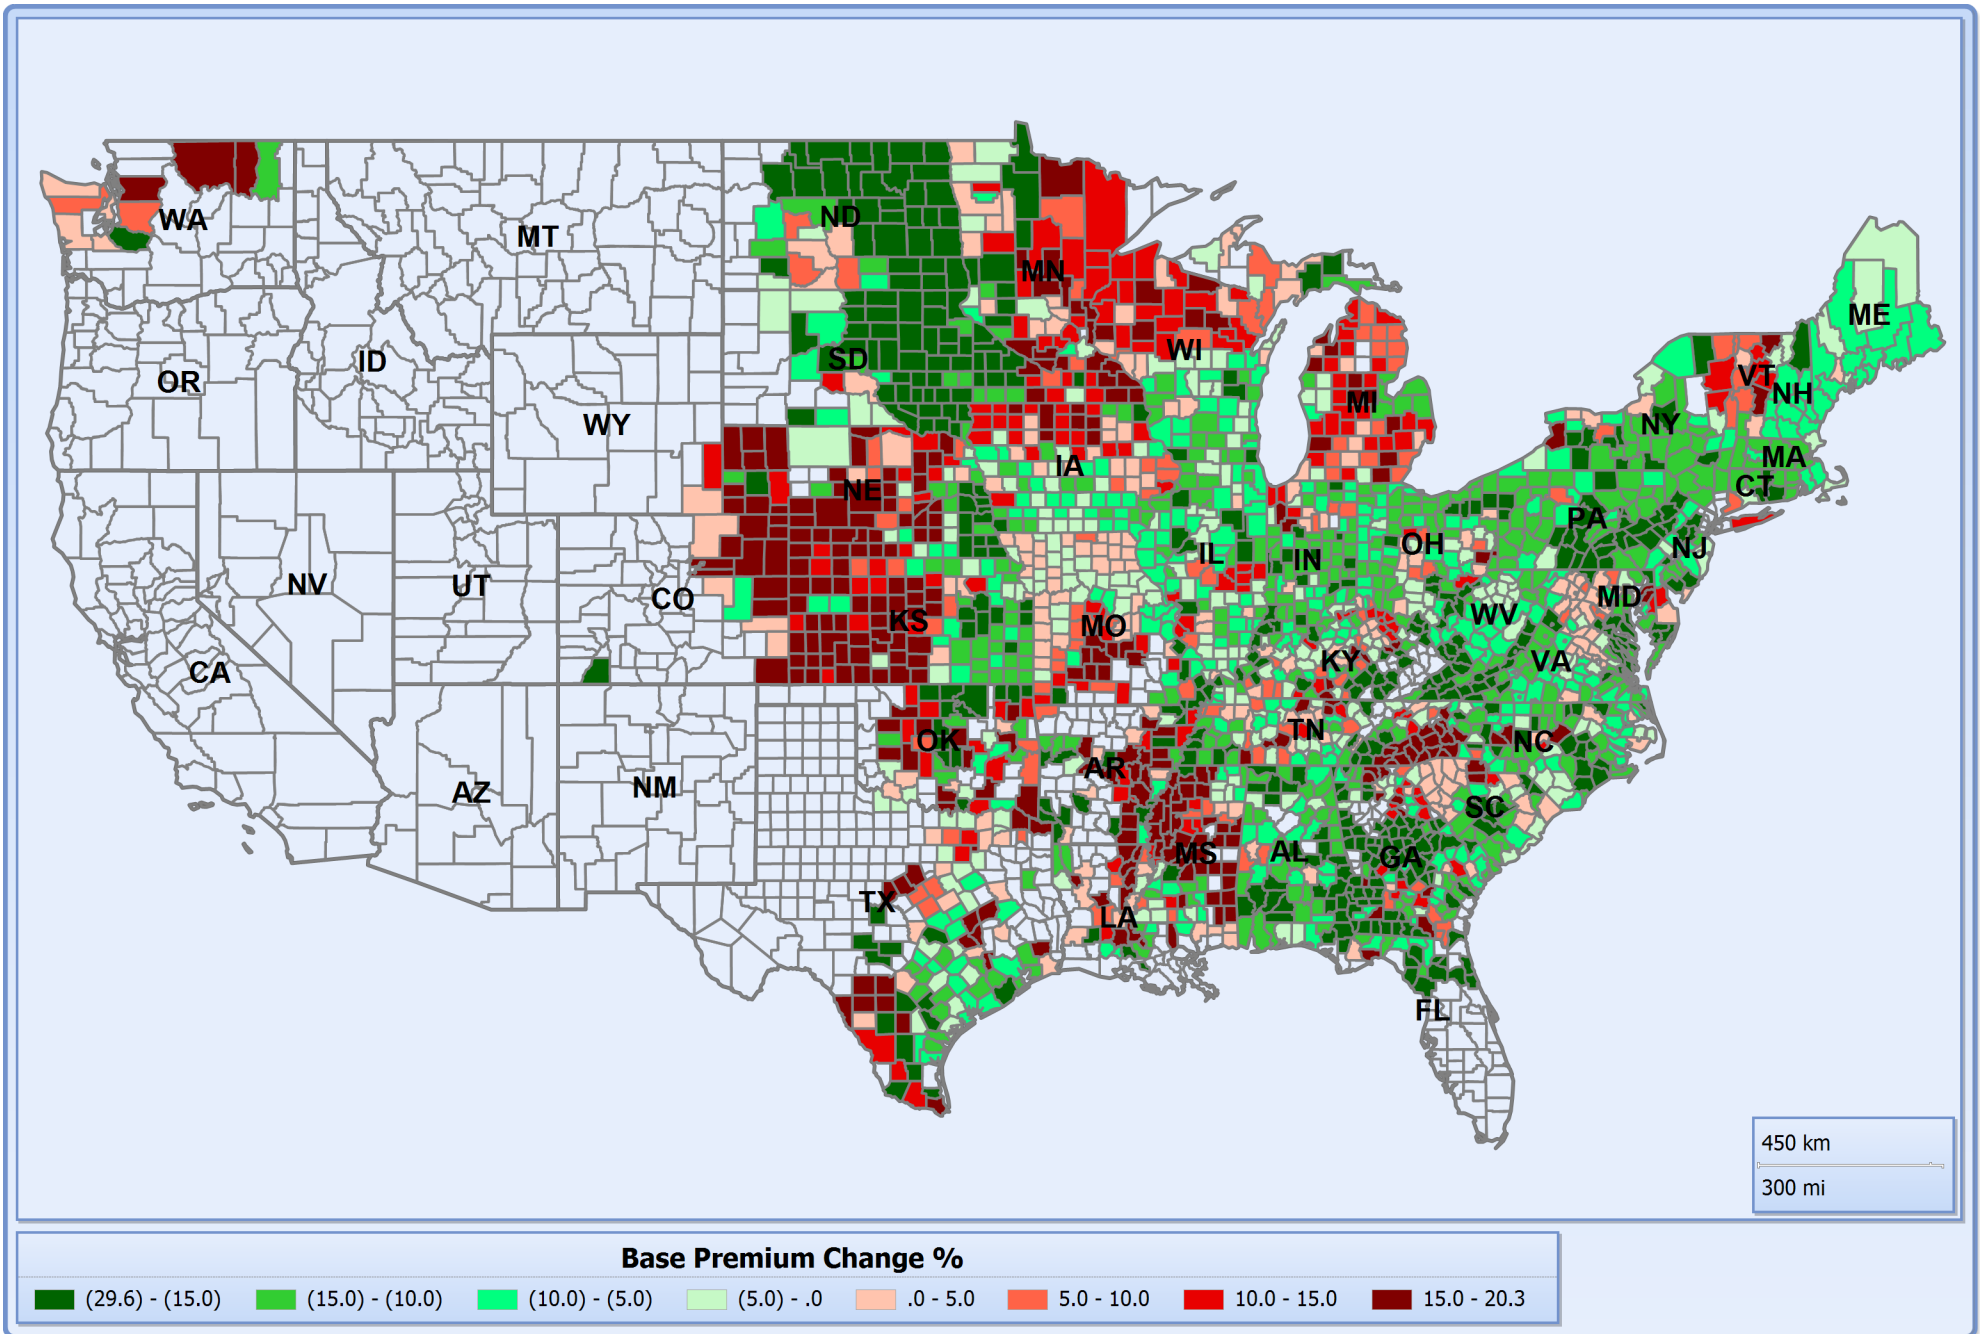 WA
MT
ND
MN
ME
OR
ID
SD
WI
VT
NH
WY
MI
NY
IA
MA
NE
CT
PA
NV
UT
CO
IL
IN
OH
NJ
KS
MO
WV
MD
CA
KY
VA
OK
TN
NC
AZ
NM
AR
SC
MS
AL
GA
TX
LA
FL
450 km
300 mi
Base Premium Change %
(29.6) - (15.0) (15.0) - (10.0) (10.0) - (5.0) (5.0) - .0 .0 - 5.0 5.0 - 10.0 10.0 - 15.0 15.0 - 20.3